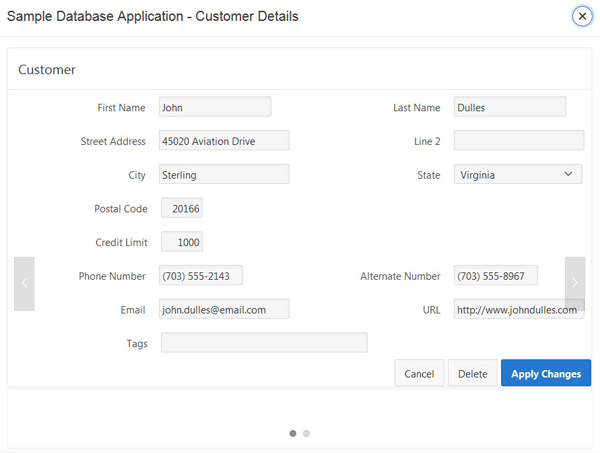 Sample Database Application - Customer Details
Customer
First Name John Last Name Dulles
Street Address 45020 Aviation Drive Line 2
City Sterling State Virginia
Postal Code 20166
Credit Limit 1000
Phone Number (703) 555-2143 Alternate Number (703) 555-8967
Email john.dulles@email.com URL http://www.johndulles.com
Tags
Cancel Delete Apply Changes